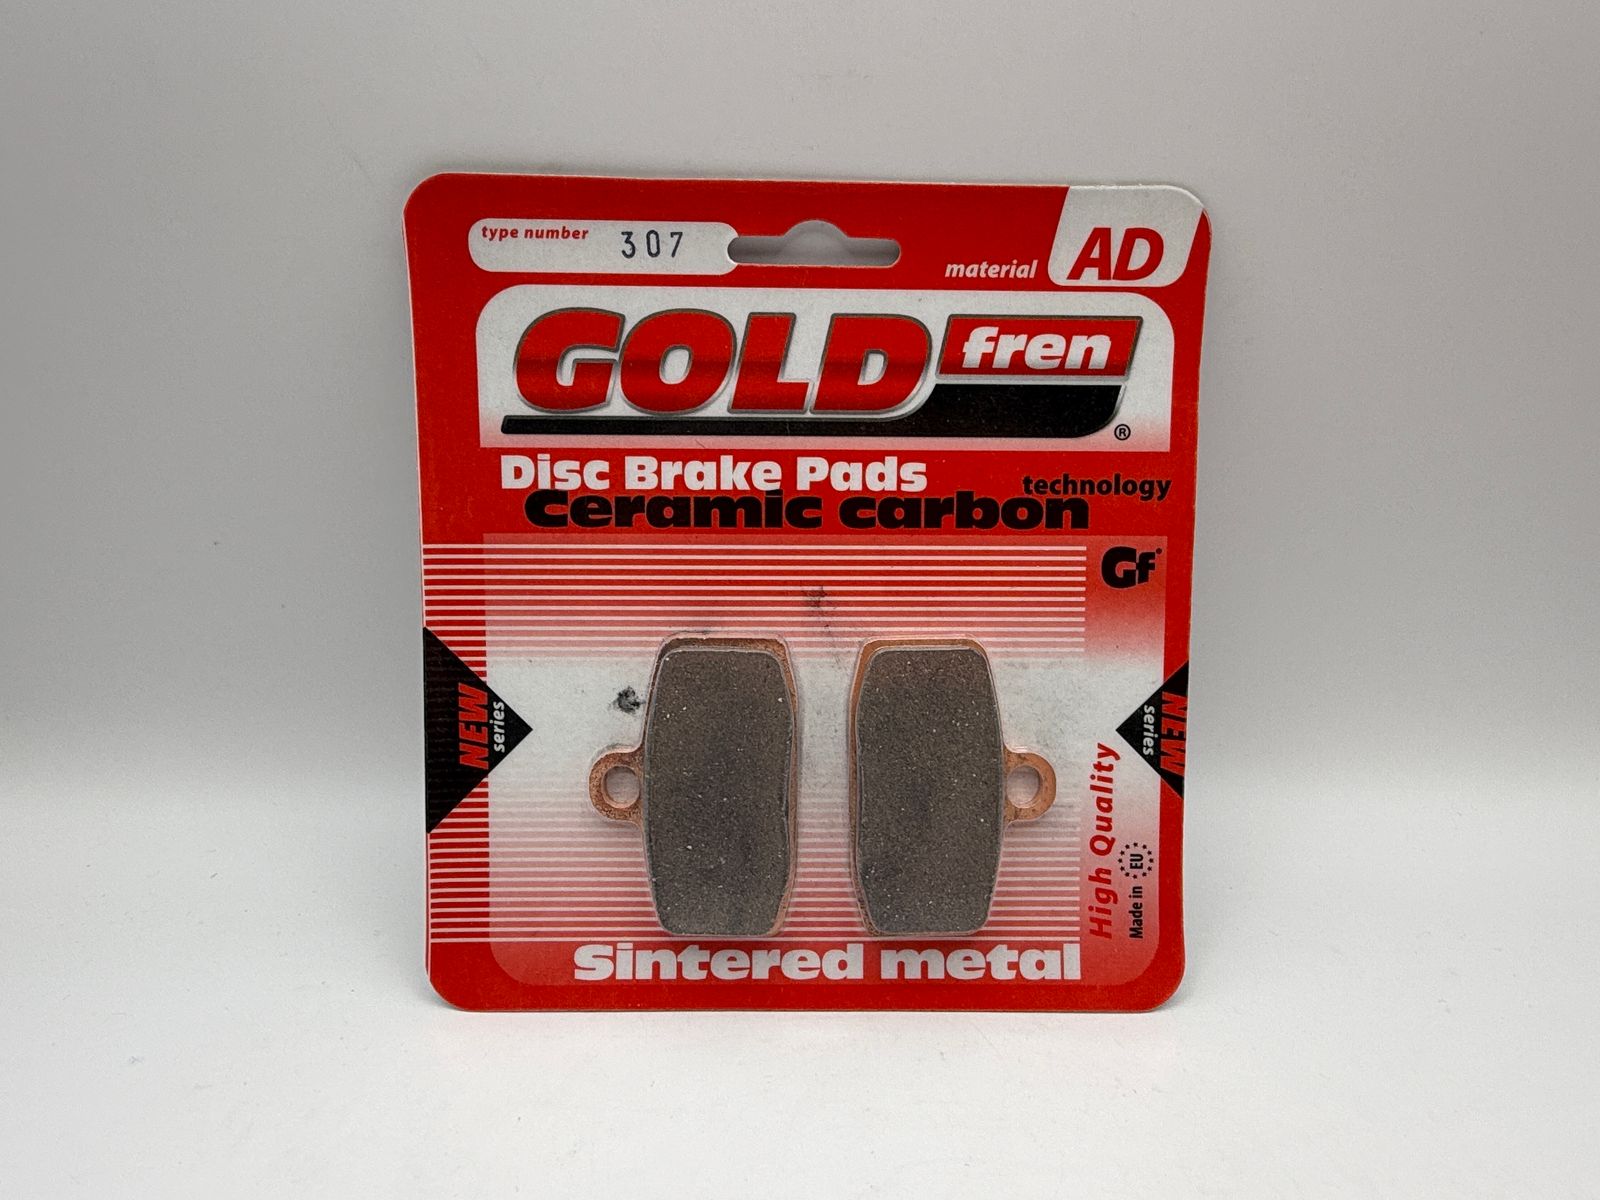 type number 307
material AD
GOLD fren ®
Disc Brake Pads
technology
Ceramic carbon
Gf
NEW series
NEW series
High Quality
Made in EU
Sintered metal